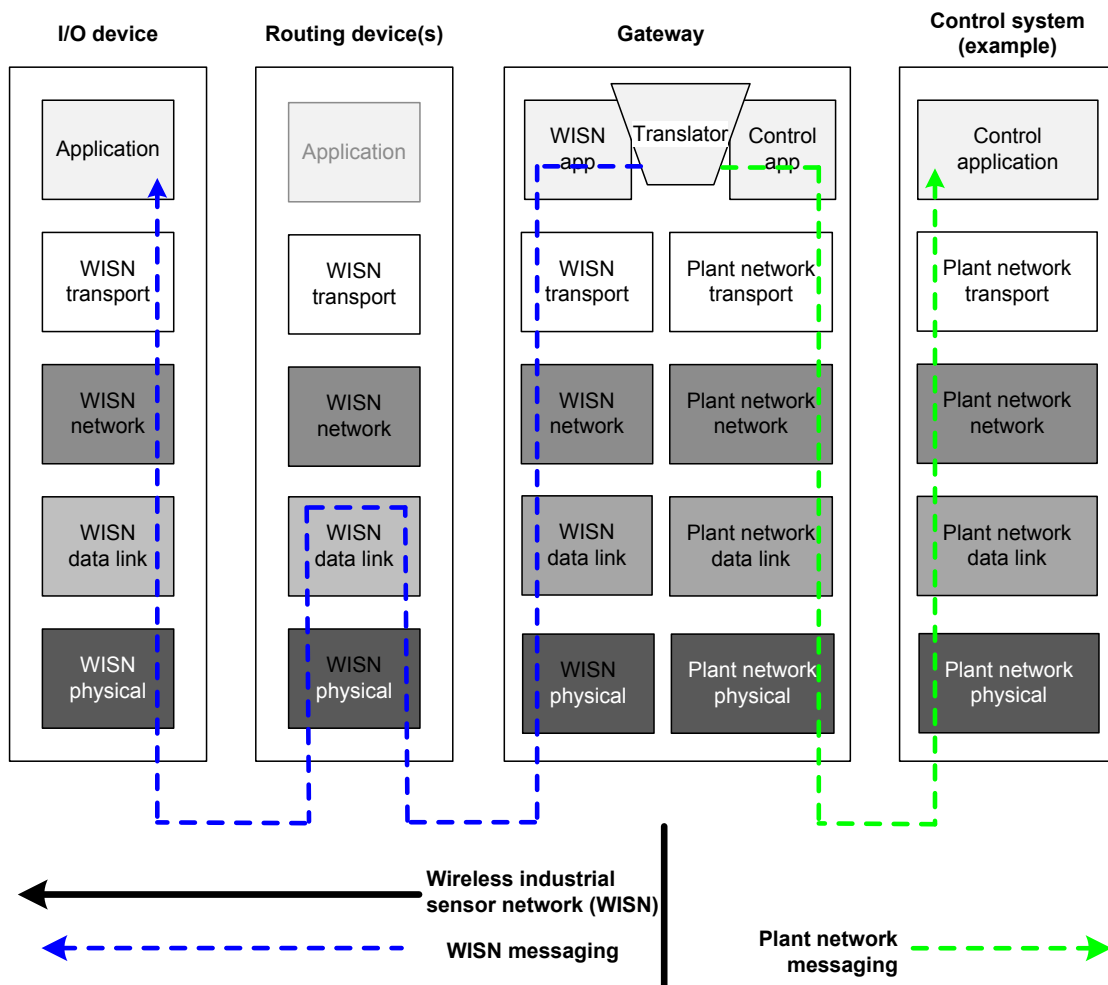 I/O device
Routing device(s)
Gateway
Control system
(example)
Application
Application
WISN
app
Translator
Control
app
Control
application
WISN
transport
WISN
transport
WISN
transport
Plant network
transport
Plant network
transport
WISN
network
WISN
network
WISN
network
Plant network
network
Plant network
network
WISN
data link
WISN
data link
WISN
data link
Plant network
data link
Plant network
data link
WISN
physical
WISN
physical
WISN
physical
Plant network
physical
Plant network
physical
Wireless industrial
sensor network (WISN)
WISN messaging
Plant network
messaging